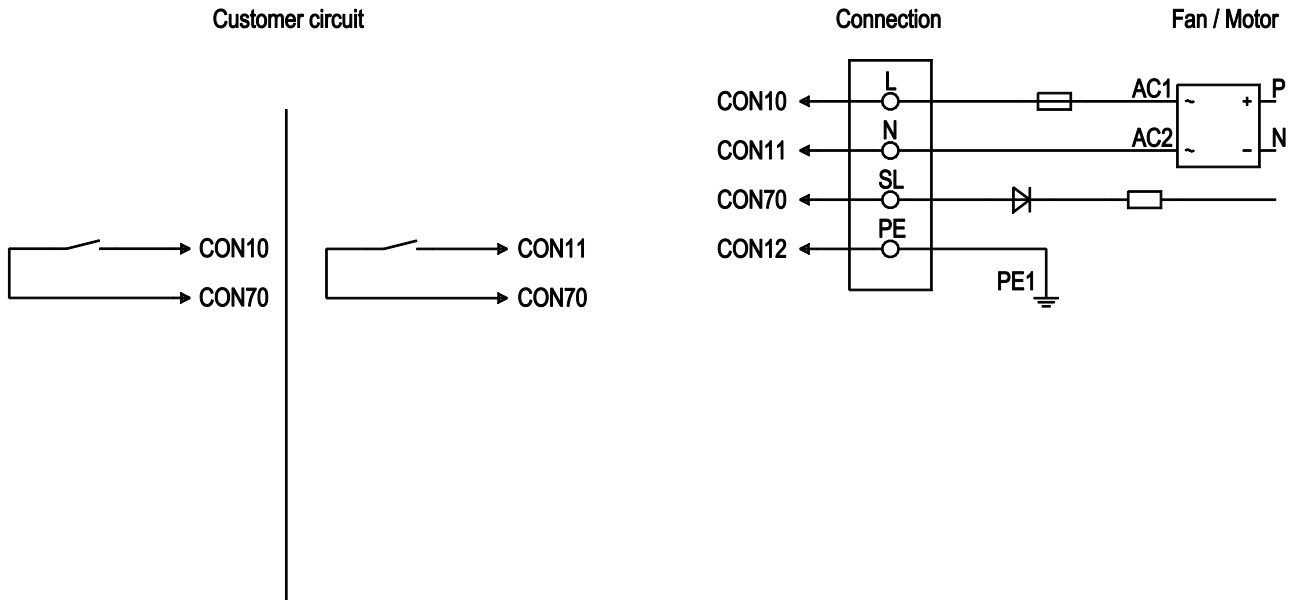 Customer circuit
Connection
Fan / Motor
CON10
L
AC1
~
+
P
CON11
N
AC2
~
-
N
CON70
SL
CON12
PE
PE1
CON10
CON70
CON11
CON70